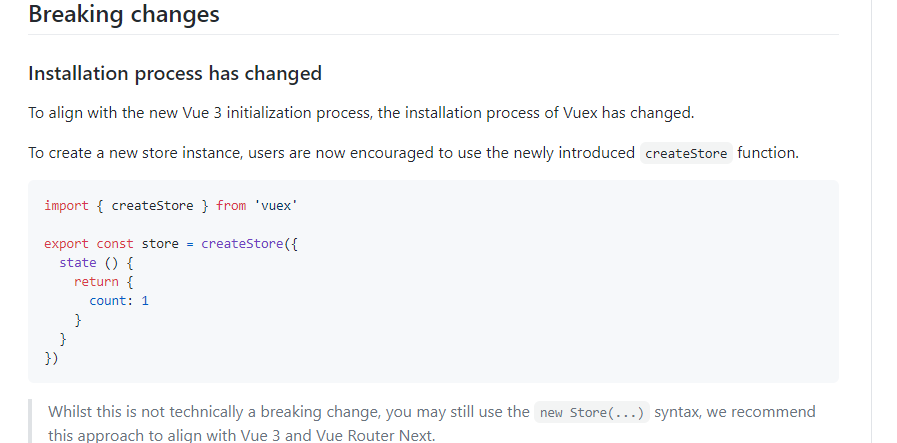 Breaking changes
Installation process has changed
To align with the new Vue 3 initialization process, the installation process of Vuex has changed.
To create a new store instance, users are now encouraged to use the newly introduced createStore function.
import { createStore } from 'vuex'
export const store = createStore({
  state () {
    return {
      count: 1
    }
  }
})
Whilst this is not technically a breaking change, you may still use the new Store(...) syntax, we recommend
this approach to align with Vue 3 and Vue Router Next.